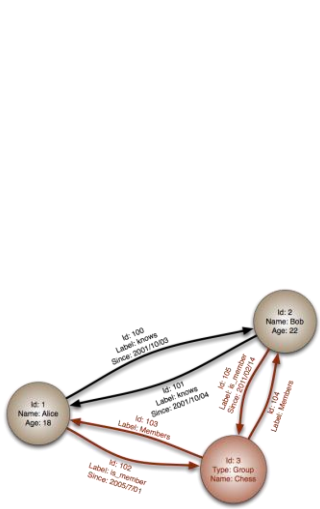 Id: 2
Name: Bob
Age: 22
Id: 100
Label: knows
Since: 2001/10/03
Id: 101
Label: knows
Since: 2001/10/04
Id: 105
Label: is_member
Since: 2011/02/14
Id: 104
Label: Members
Id: 1
Name: Alice
Age: 18
Id: 103
Label: Members
Id: 102
Label: is_member
Since: 2005/7/01
Id: 3
Type: Group
Name: Chess